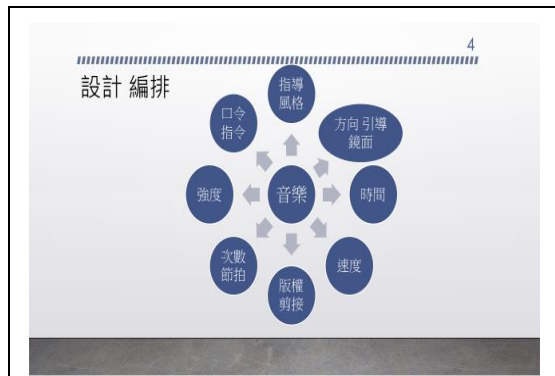 4
設計 編排
指導
風格
方向 引導
鏡面
時間
速度
版權
剪接
次數
節拍
強度
口令
指令
音樂